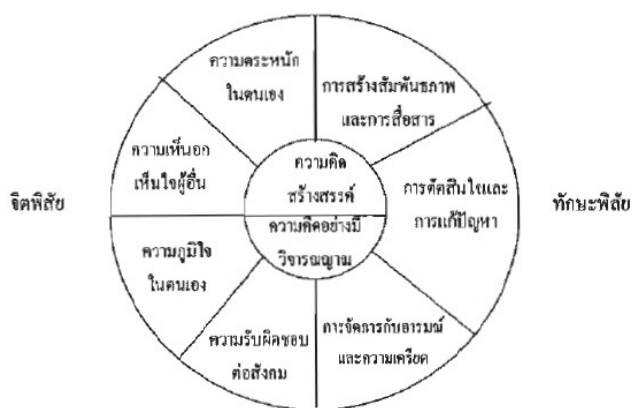 ความตระหนัก
ในตนเอง
การสร้างสัมพันธภาพ
และการสื่อสาร
ความเห็นอก
เห็นใจผู้อื่น
ความคิด
สร้างสรรค์
การตัดสินใจและ
การแก้ปัญหา
จิตพิสัย
ทักษะพิสัย
ความคิดอย่างมี
วิจารณญาณ
ความภูมิใจ
ในตนเอง
ความรับผิดชอบ
ต่อสังคม
การจัดการกับอารมณ์
และความเครียด